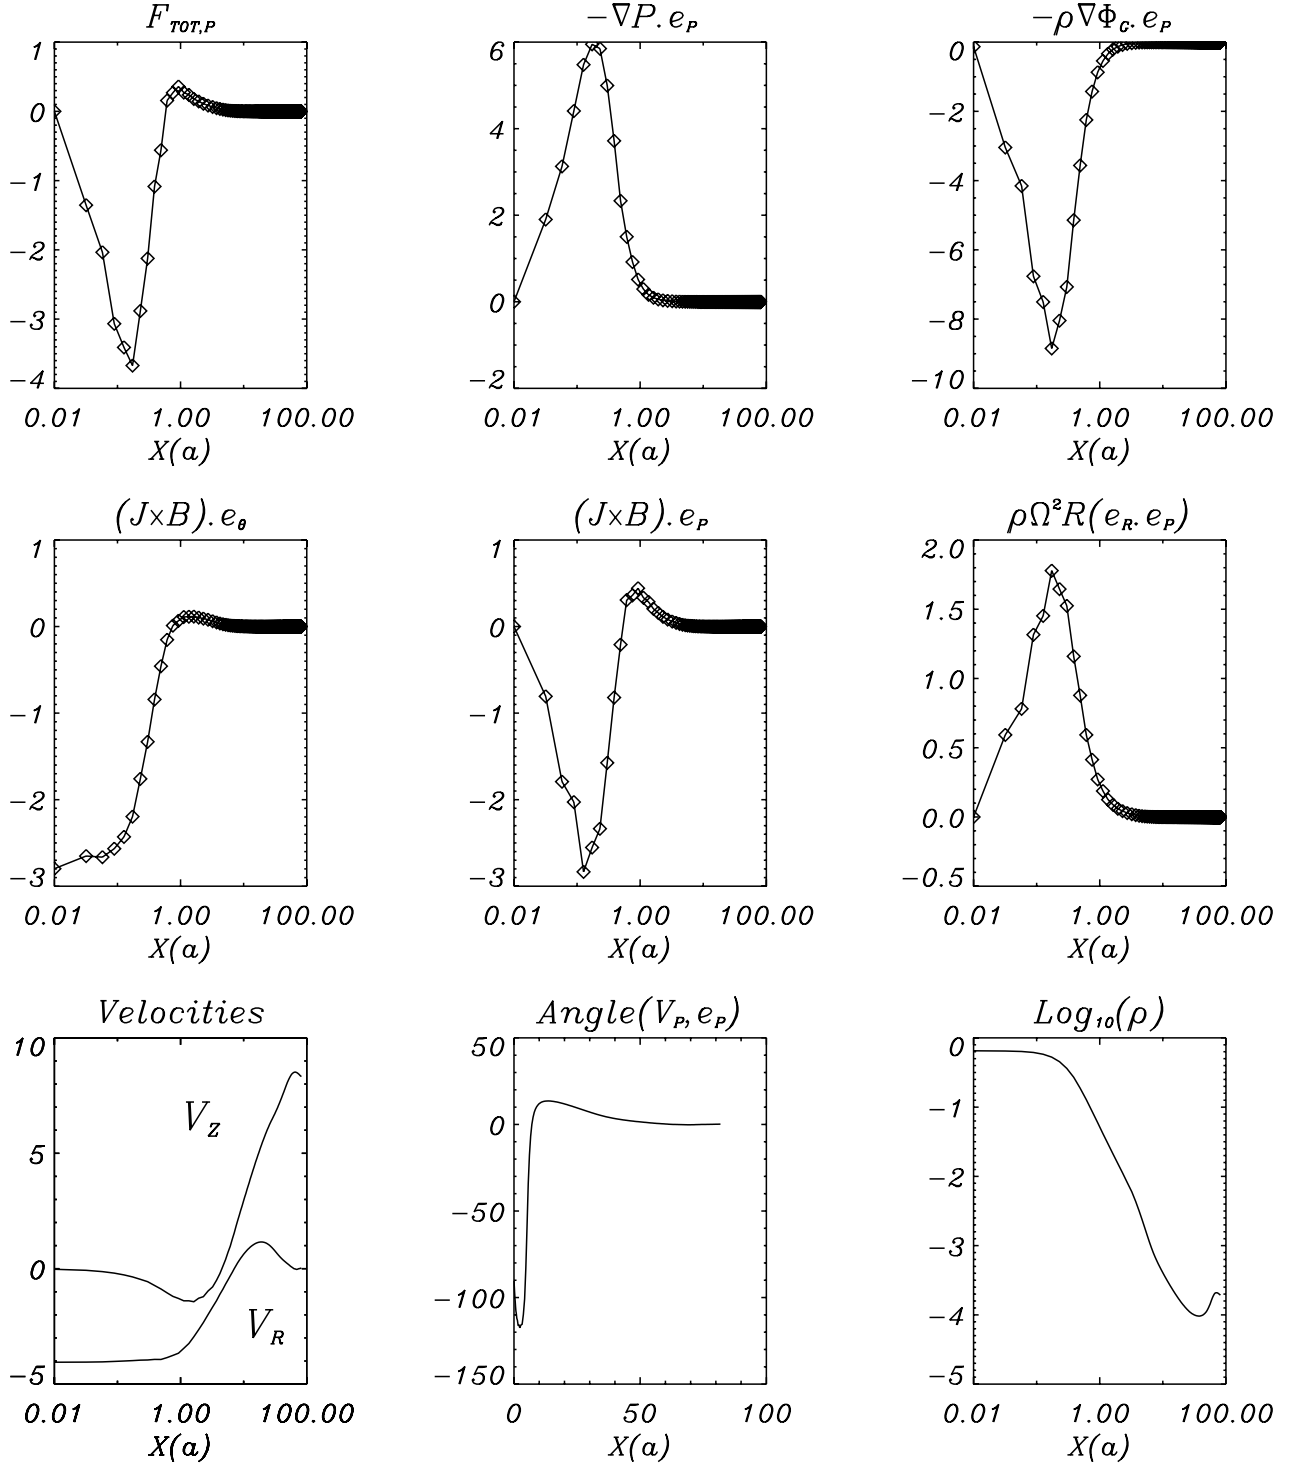 F_{TOT,P}
1
0
−1
−2
−3
−4
0.01 1.00 100.00
X(a)
−∇P.e_P
6
4
2
0
−2
0.01 1.00 100.00
X(a)
−ρ∇Φ_G.e_P
0
−2
−4
−6
−8
−10
0.01 1.00 100.00
X(a)
(J×B).e_θ
1
0
−1
−2
−3
0.01 1.00 100.00
X(a)
(J×B).e_P
1
0
−1
−2
−3
0.01 1.00 100.00
X(a)
ρΩ²R(e_R.e_P)
2.0
1.5
1.0
0.5
0.0
−0.5
0.01 1.00 100.00
X(a)
Velocities
10
5
0
−5
V_Z
V_R
0.01 1.00 100.00
X(a)
Angle(V_P,e_P)
50
0
−50
−100
−150
0 50 100
X(a)
Log₁₀(ρ)
0
−1
−2
−3
−4
−5
0.01 1.00 100.00
X(a)